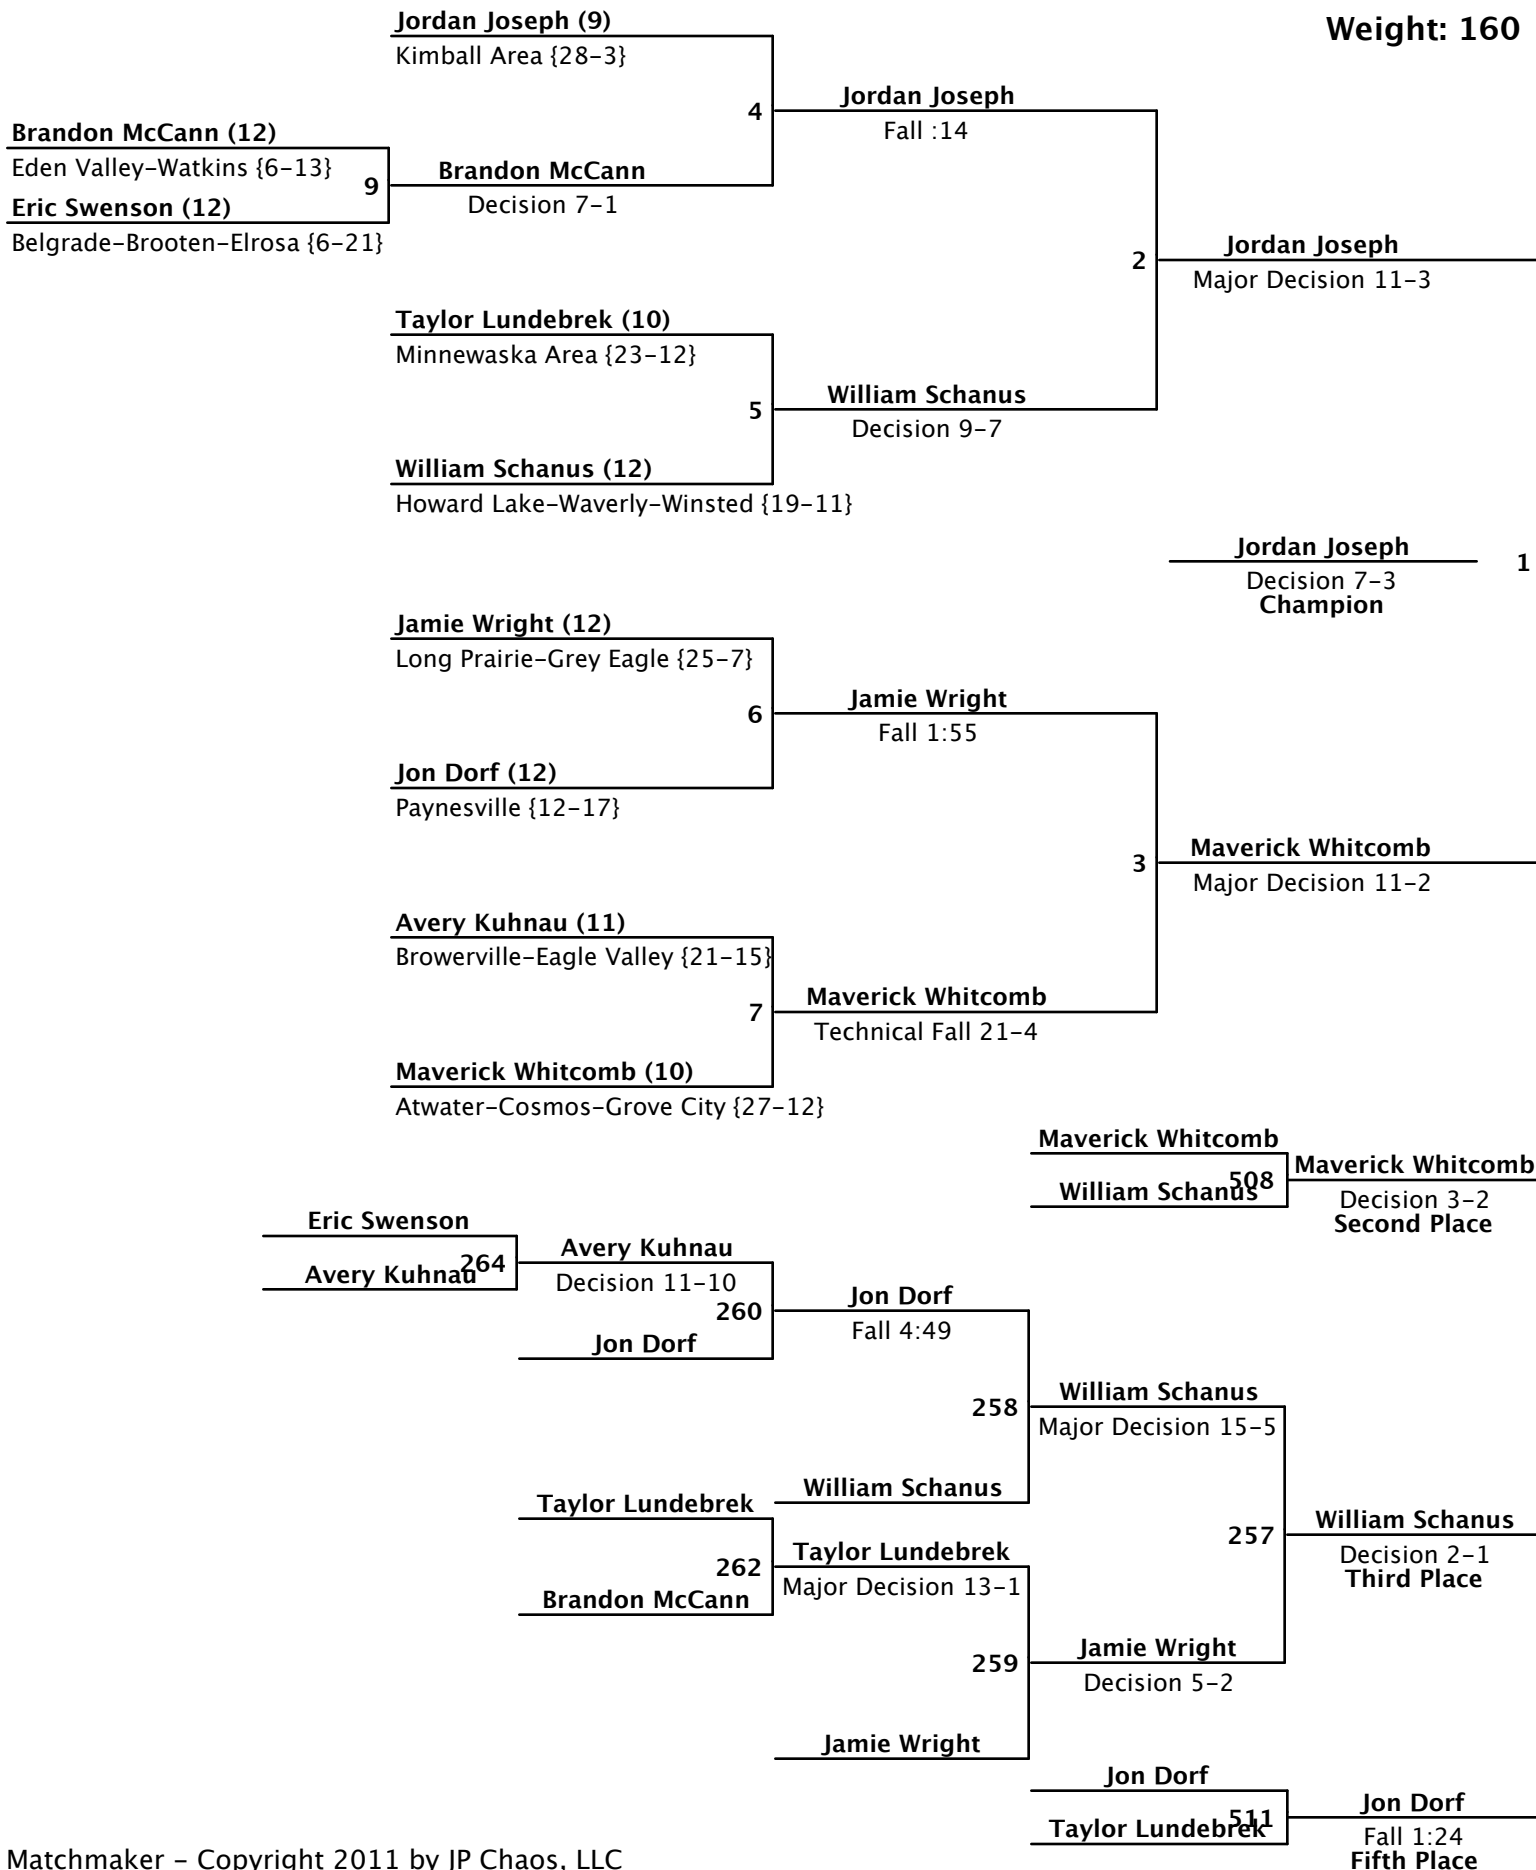 Weight: 160
Jordan Joseph (9)
Kimball Area {28-3}
4
Jordan Joseph
Fall :14
Brandon McCann (12)
Eden Valley-Watkins {6-13}
9
Brandon McCann
Decision 7-1
Eric Swenson (12)
Belgrade-Brooten-Elrosa {6-21}
2
Jordan Joseph
Major Decision 11-3
Taylor Lundebrek (10)
Minnewaska Area {23-12}
5
William Schanus
Decision 9-7
William Schanus (12)
Howard Lake-Waverly-Winsted {19-11}
Jordan Joseph
1
Decision 7-3
Champion
Jamie Wright (12)
Long Prairie-Grey Eagle {25-7}
6
Jamie Wright
Fall 1:55
Jon Dorf (12)
Paynesville {12-17}
3
Maverick Whitcomb
Major Decision 11-2
Avery Kuhnau (11)
Browerville-Eagle Valley {21-15}
7
Maverick Whitcomb
Technical Fall 21-4
Maverick Whitcomb (10)
Atwater-Cosmos-Grove City {27-12}
Maverick Whitcomb
508
William Schanus
Maverick Whitcomb
Decision 3-2
Second Place
Eric Swenson
264
Avery Kuhnau
Avery Kuhnau
Decision 11-10
260
Jon Dorf
Jon Dorf
Fall 4:49
258
William Schanus
Major Decision 15-5
William Schanus
Taylor Lundebrek
262
Brandon McCann
Taylor Lundebrek
Major Decision 13-1
257
William Schanus
Decision 2-1
Third Place
259
Jamie Wright
Decision 5-2
Jamie Wright
Jon Dorf
511
Taylor Lundebrek
Jon Dorf
Fall 1:24
Fifth Place
Matchmaker - Copyright 2011 by JP Chaos, LLC